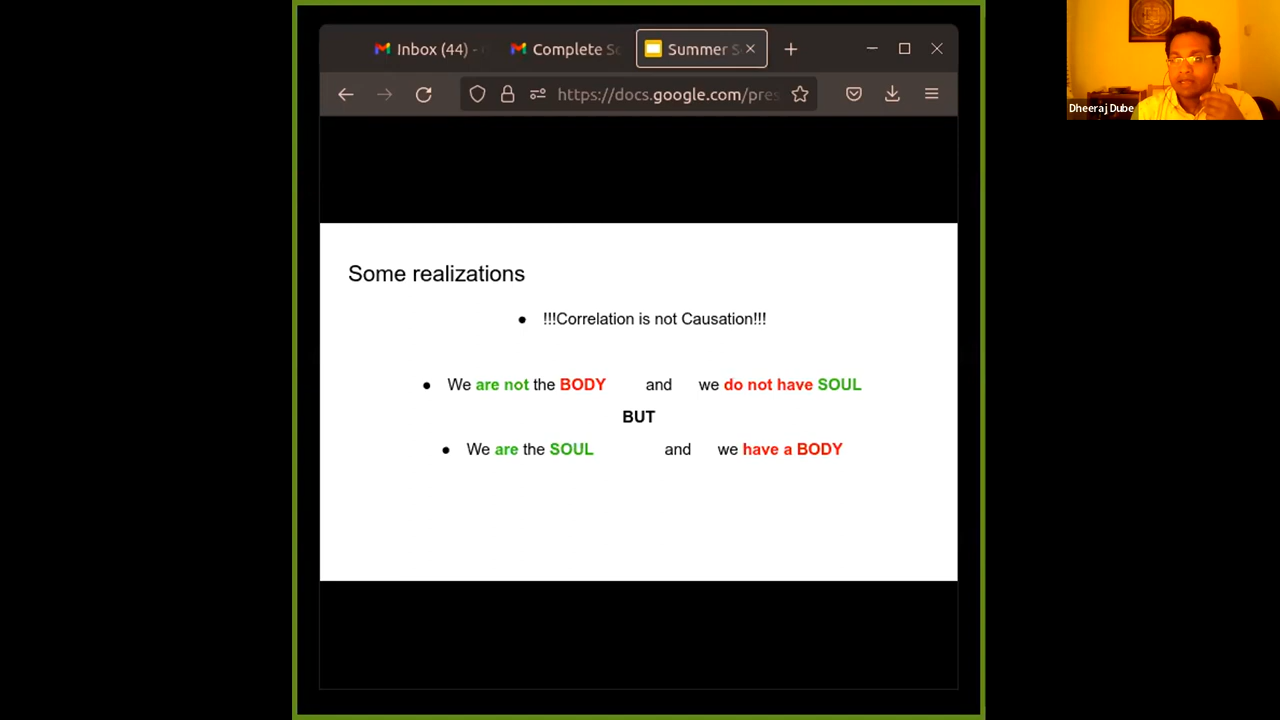 Inbox (44) -
Complete S
Summer S
https://docs.google.com/pres
Dheeraj Dube
Some realizations
● !!!Correlation is not Causation!!!
● We are not the BODY and we do not have SOUL
BUT
● We are the SOUL and we have a BODY